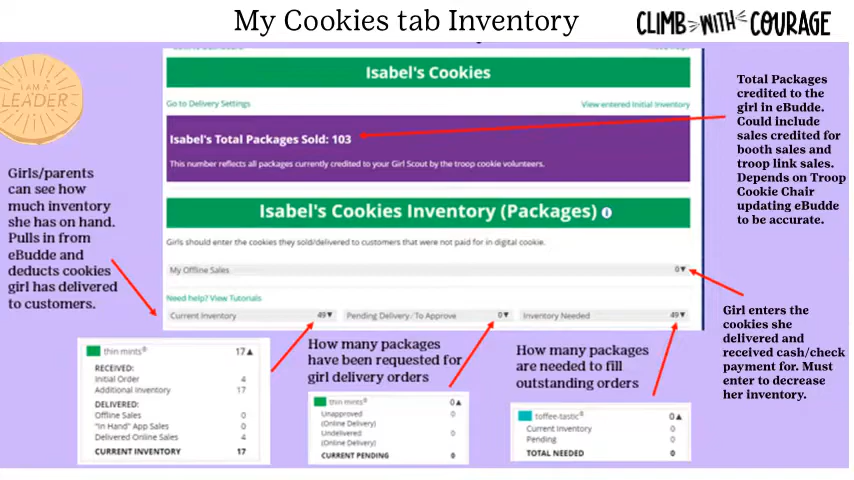 My Cookies tab Inventory
CLIMB WITH COURAGE
I AM A
LEADER
Isabel's Cookies
Go to Delivery Settings
View entered Initial Inventory
Isabel's Total Packages Sold: 103
This number reflects all packages currently credited to your Girl Scout by the troop cookie volunteers.
Total Packages
credited to the
girl in eBudde.
Could include
sales credited for
booth sales and
troop link sales.
Depends on Troop
Cookie Chair
updating eBudde
to be accurate.
Girls/parents
can see how
much inventory
she has on hand.
Pulls in from
eBudde and
deducts cookies
girl has delivered
to customers.
Isabel's Cookies Inventory (Packages)
Girls should enter the cookies they sold/delivered to customers that were not paid for in digital cookie.
My Offline Sales 0▼
Need help? View Tutorials
Current Inventory 49▼
Pending Delivery/To Approve 0▼
Inventory Needed 49▼
Girl enters the
cookies she
delivered and
received cash/check
payment for. Must
enter to decrease
her inventory.
thin mints® 17▲
RECEIVED:
Initial Order 4
Additional Inventory 17
DELIVERED:
Offline Sales 0
"In Hand" App Sales 0
Delivered Online Sales 4
CURRENT INVENTORY 17
How many packages
have been requested for
girl delivery orders
thin mints® 0▲
Unapproved 0
(Online Delivery)
Undelivered 0
(Online Delivery)
CURRENT PENDING 0
How many packages
are needed to fill
outstanding orders
toffee-tastic® 0▲
Current Inventory 0
Pending 0
TOTAL NEEDED 0